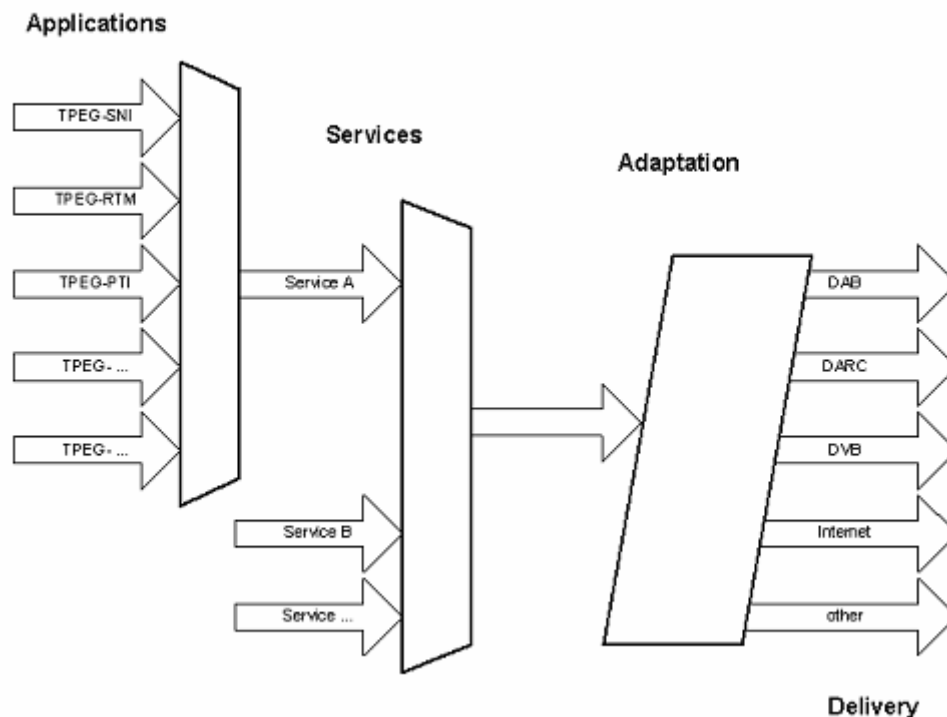 Applications
TPEG-SNI
Services
Adaptation
TPEG-RTM
TPEG-PTI
Service A
DAB
TPEG- ...
DARC
TPEG- ...
DVB
Service B
Internet
Service ...
other
Delivery